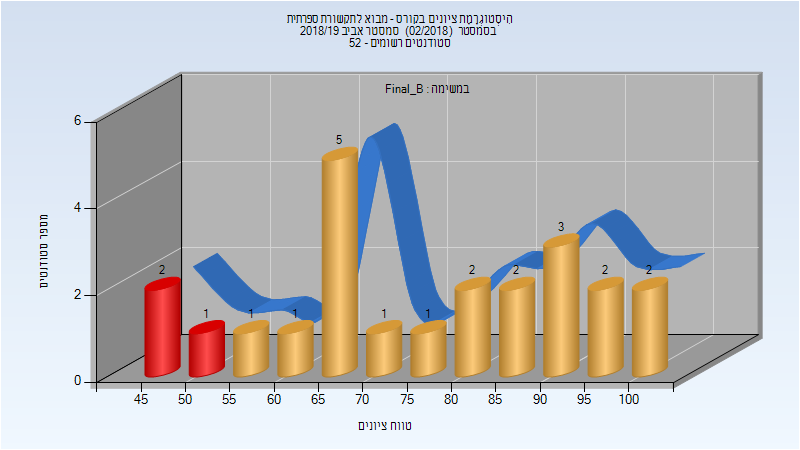 היסטוגרמת ציונים בקורס - מבוא לתקשורת ספרתית
בסמסטר (02/2018) סמסטר אביב 2018/19
סטודנטים רשומים - 52
במשימה : Final_B
מספר סטודנטים
6
4
2
0
2
1
1
1
5
1
1
2
2
3
2
2
45 50 55 60 65 70 75 80 85 90 95 100
טווח ציונים